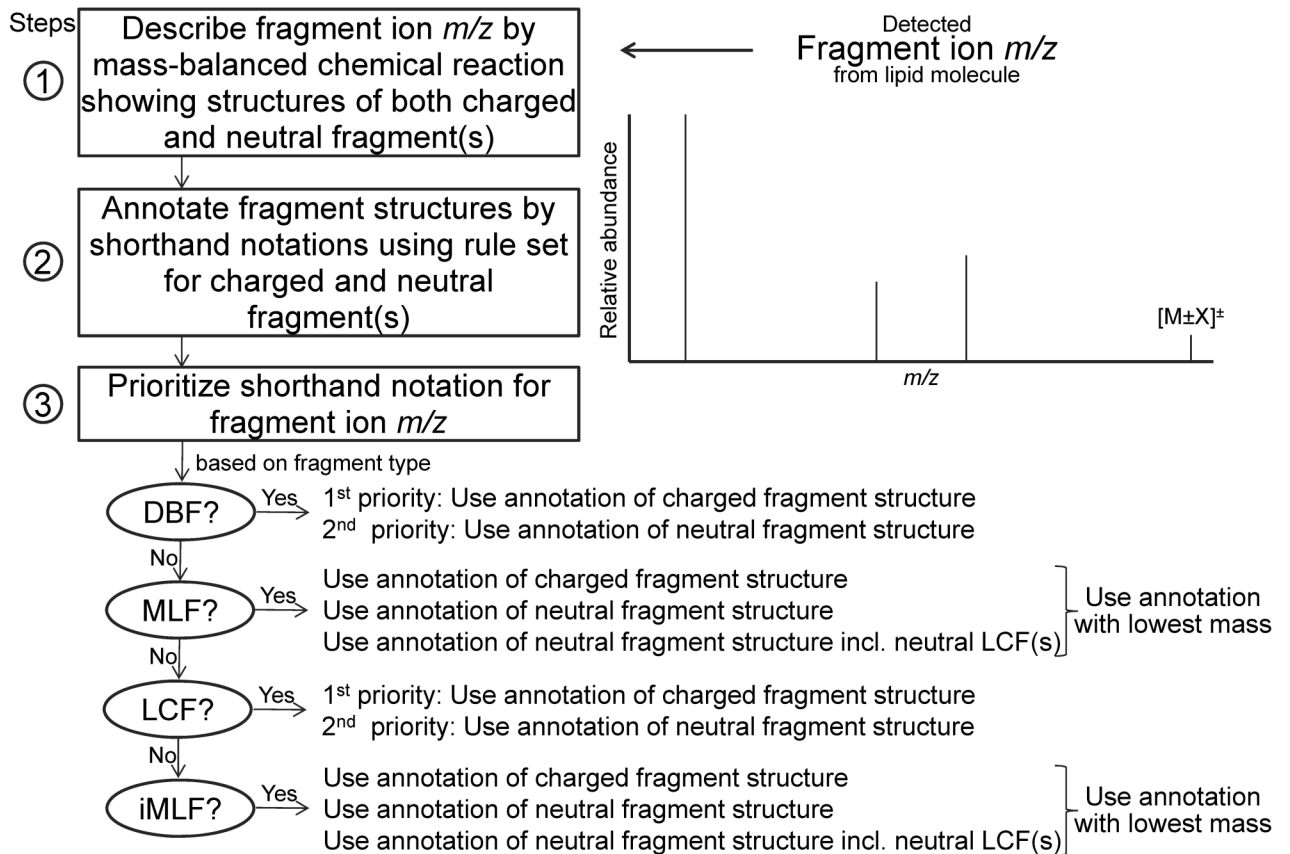 Steps
①
Describe fragment ion m/z by
mass-balanced chemical reaction
showing structures of both charged
and neutral fragment(s)
Detected
Fragment ion m/z
from lipid molecule
②
Annotate fragment structures by
shorthand notations using rule set
for charged and neutral
fragment(s)
Relative abundance
[M±X]±
m/z
③
Prioritize shorthand notation for
fragment ion m/z
based on fragment type
DBF?
Yes
1st priority: Use annotation of charged fragment structure
2nd priority: Use annotation of neutral fragment structure
No
MLF?
Yes
Use annotation of charged fragment structure
Use annotation of neutral fragment structure
Use annotation of neutral fragment structure incl. neutral LCF(s)
Use annotation
with lowest mass
No
LCF?
Yes
1st priority: Use annotation of charged fragment structure
2nd priority: Use annotation of neutral fragment structure
No
iMLF?
Yes
Use annotation of charged fragment structure
Use annotation of neutral fragment structure
Use annotation of neutral fragment structure incl. neutral LCF(s)
Use annotation
with lowest mass